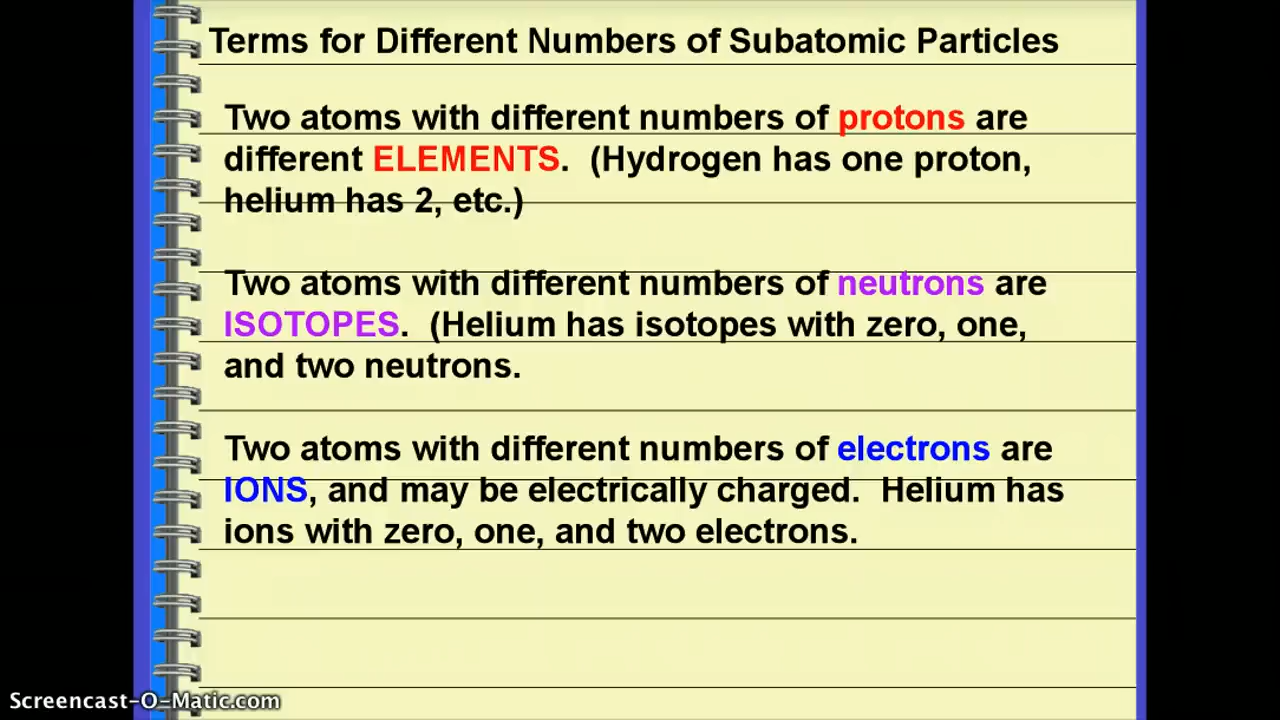 Terms for Different Numbers of Subatomic Particles
Two atoms with different numbers of protons are
different ELEMENTS.  (Hydrogen has one proton,
helium has 2, etc.)
Two atoms with different numbers of neutrons are
ISOTOPES.  (Helium has isotopes with zero, one,
and two neutrons.
Two atoms with different numbers of electrons are
IONS, and may be electrically charged.  Helium has
ions with zero, one, and two electrons.
Screencast-O-Matic.com